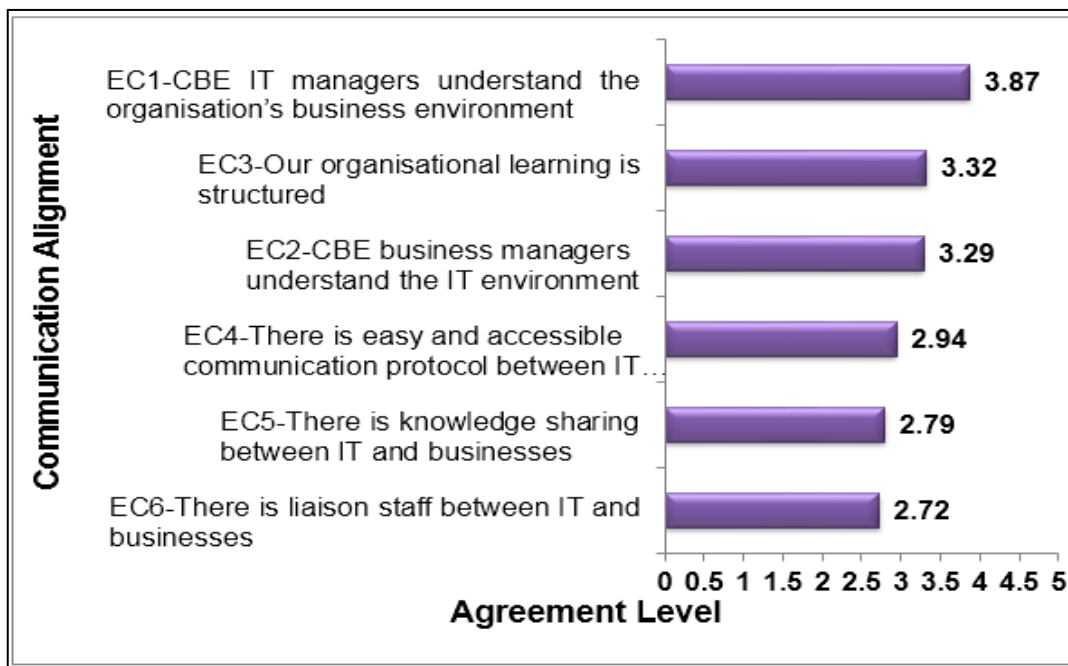 Communication Alignment
EC1-CBE IT managers understand the
organisation’s business environment
3.87
EC3-Our organisational learning is
structured
3.32
EC2-CBE business managers
understand the IT environment
3.29
EC4-There is easy and accessible
communication protocol between IT ...
2.94
EC5-There is knowledge sharing
between IT and businesses
2.79
EC6-There is liaison staff between IT and
businesses
2.72
0 0.5 1 1.5 2 2.5 3 3.5 4 4.5 5
Agreement Level